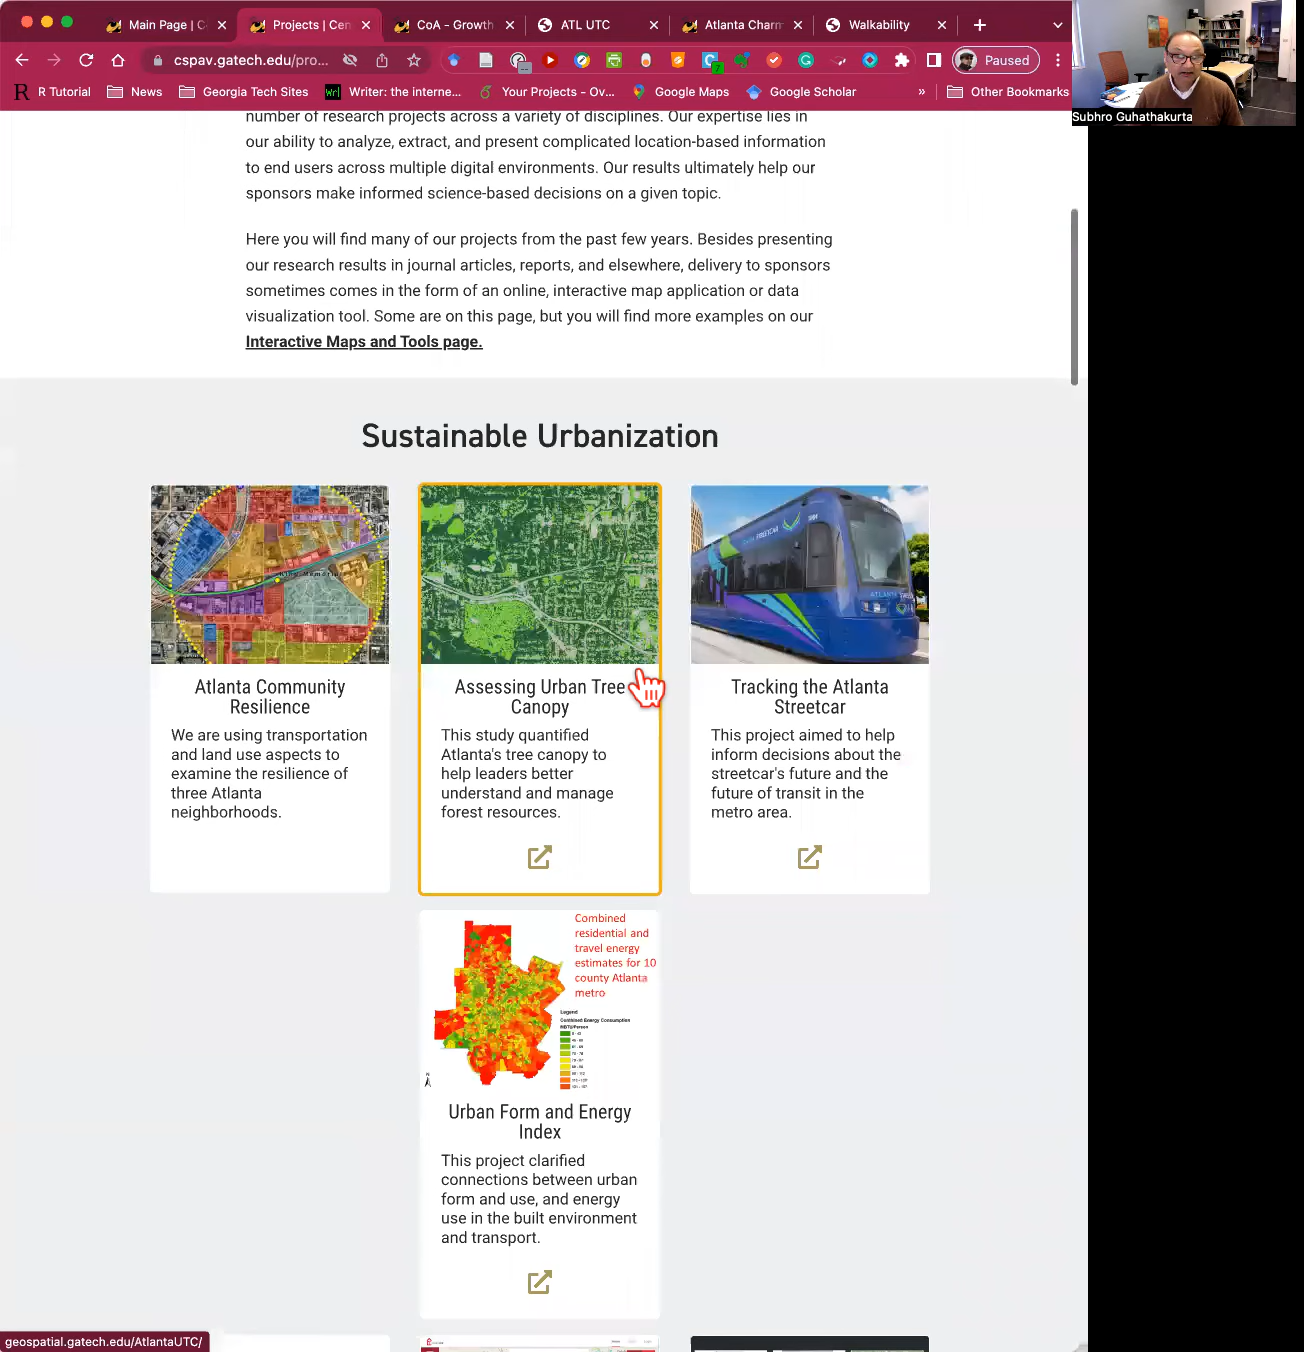 Main Page | C
Projects | Cen
CoA - Growth
ATL UTC
Atlanta Charm
Walkability
cspav.gatech.edu/pro...
Paused
R Tutorial
News
Georgia Tech Sites
Writer: the interne...
Your Projects - Ov...
Google Maps
Google Scholar
»
Other Bookmarks
Subhro Guhathakurta
number of research projects across a variety of disciplines. Our expertise lies in
our ability to analyze, extract, and present complicated location-based information
to end users across multiple digital environments. Our results ultimately help our
sponsors make informed science-based decisions on a given topic.
Here you will find many of our projects from the past few years. Besides presenting
our research results in journal articles, reports, and elsewhere, delivery to sponsors
sometimes comes in the form of an online, interactive map application or data
visualization tool. Some are on this page, but you will find more examples on our
Interactive Maps and Tools page.
Sustainable Urbanization
Atlanta Community
Resilience
We are using transportation
and land use aspects to
examine the resilience of
three Atlanta
neighborhoods.
Assessing Urban Tree
Canopy
This study quantified
Atlanta's tree canopy to
help leaders better
understand and manage
forest resources.
Tracking the Atlanta
Streetcar
This project aimed to help
inform decisions about the
streetcar's future and the
future of transit in the
metro area.
Combined
residential and
travel energy
estimates for 10
county Atlanta
metro
Legend
Combined Energy Consumption
MBTU/Person
N
Urban Form and Energy
Index
This project clarified
connections between urban
form and use, and energy
use in the built environment
and transport.
geospatial.gatech.edu/AtlantaUTC/